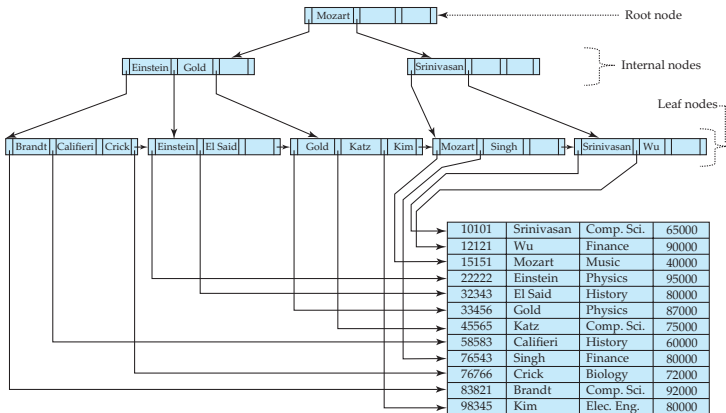 Mozart
Root node
Einstein Gold
Srinivasan
Internal nodes
Leaf nodes
Brandt Califieri Crick
Einstein El Said
Gold Katz Kim
Mozart Singh
Srinivasan Wu
10101 Srinivasan Comp. Sci. 65000
12121 Wu Finance 90000
15151 Mozart Music 40000
22222 Einstein Physics 95000
32343 El Said History 80000
33456 Gold Physics 87000
45565 Katz Comp. Sci. 75000
58583 Califieri History 60000
76543 Singh Finance 80000
76766 Crick Biology 72000
83821 Brandt Comp. Sci. 92000
98345 Kim Elec. Eng. 80000